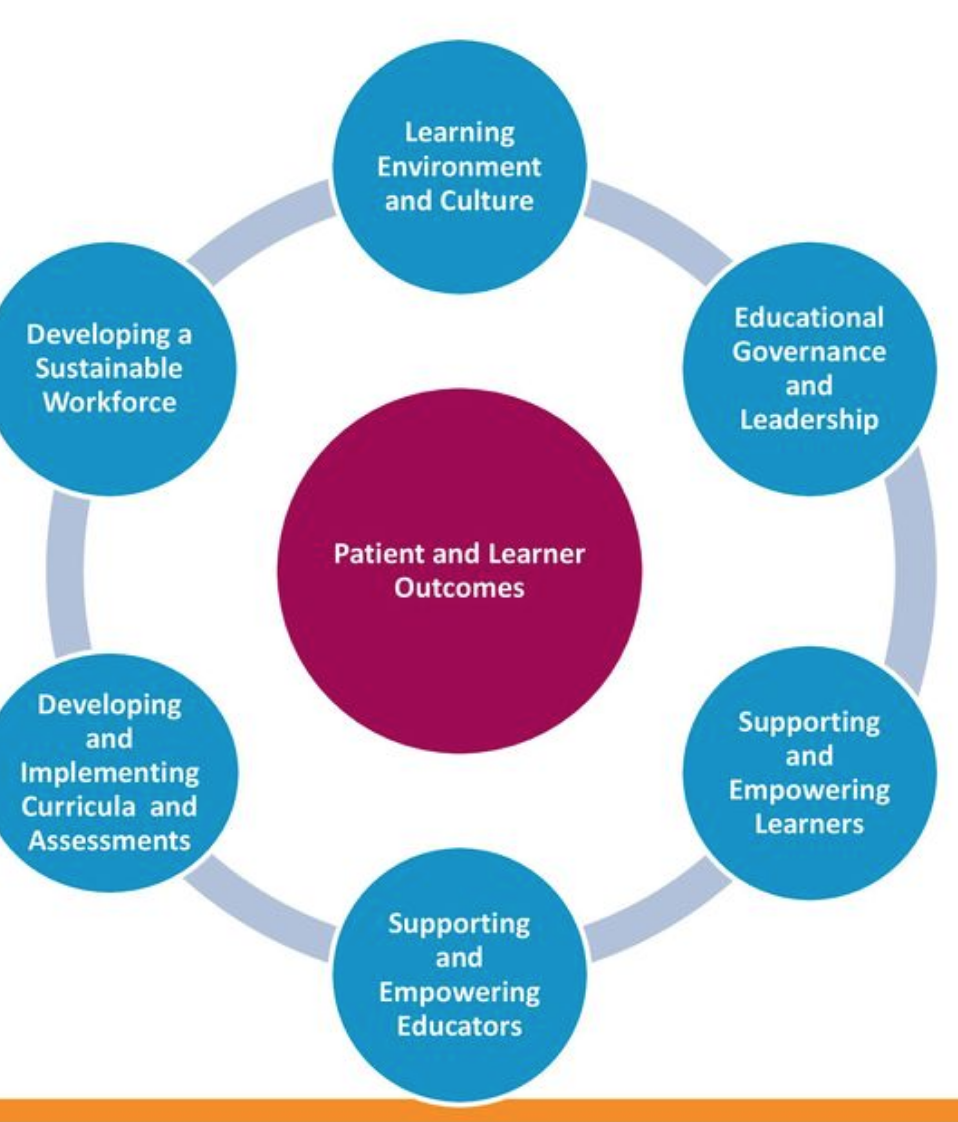 Learning
Environment
and Culture
Educational
Governance
and
Leadership
Supporting
and
Empowering
Learners
Supporting
and
Empowering
Educators
Developing
and
Implementing
Curricula  and
Assessments
Developing a
Sustainable
Workforce
Patient and Learner
Outcomes